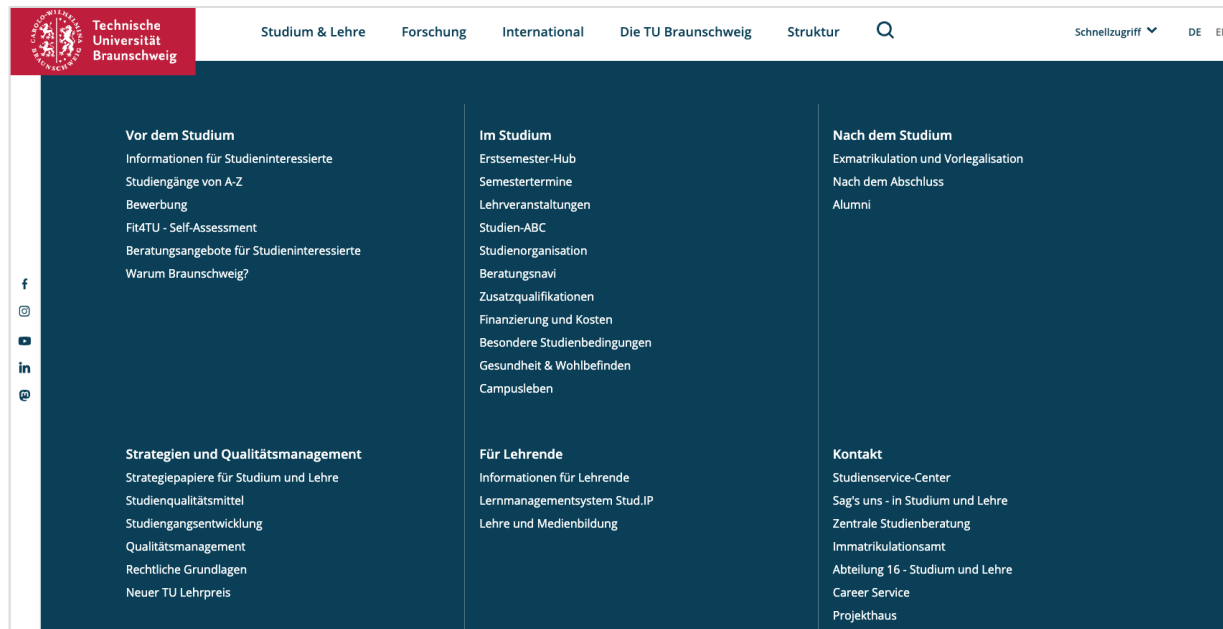 CAROLO-WILHELMINA
BRAUNSCHWEIG
Technische
Universität
Braunschweig
Studium & Lehre
Forschung
International
Die TU Braunschweig
Struktur
Schnellzugriff
DE
Vor dem Studium
Informationen für Studieninteressierte
Studiengänge von A-Z
Bewerbung
Fit4TU - Self-Assessment
Beratungsangebote für Studieninteressierte
Warum Braunschweig?
Im Studium
Erstsemester-Hub
Semestertermine
Lehrveranstaltungen
Studien-ABC
Studienorganisation
Beratungsnavi
Zusatzqualifikationen
Finanzierung und Kosten
Besondere Studienbedingungen
Gesundheit & Wohlbefinden
Campusleben
Nach dem Studium
Exmatrikulation und Vorlegalisation
Nach dem Abschluss
Alumni
Strategien und Qualitätsmanagement
Strategiepapiere für Studium und Lehre
Studienqualitätsmittel
Studiengangsentwicklung
Qualitätsmanagement
Rechtliche Grundlagen
Neuer TU Lehrpreis
Für Lehrende
Informationen für Lehrende
Lernmanagementsystem Stud.IP
Lehre und Medienbildung
Kontakt
Studienservice-Center
Sag's uns - in Studium und Lehre
Zentrale Studienberatung
Immatrikulationsamt
Abteilung 16 - Studium und Lehre
Career Service
Projekthaus